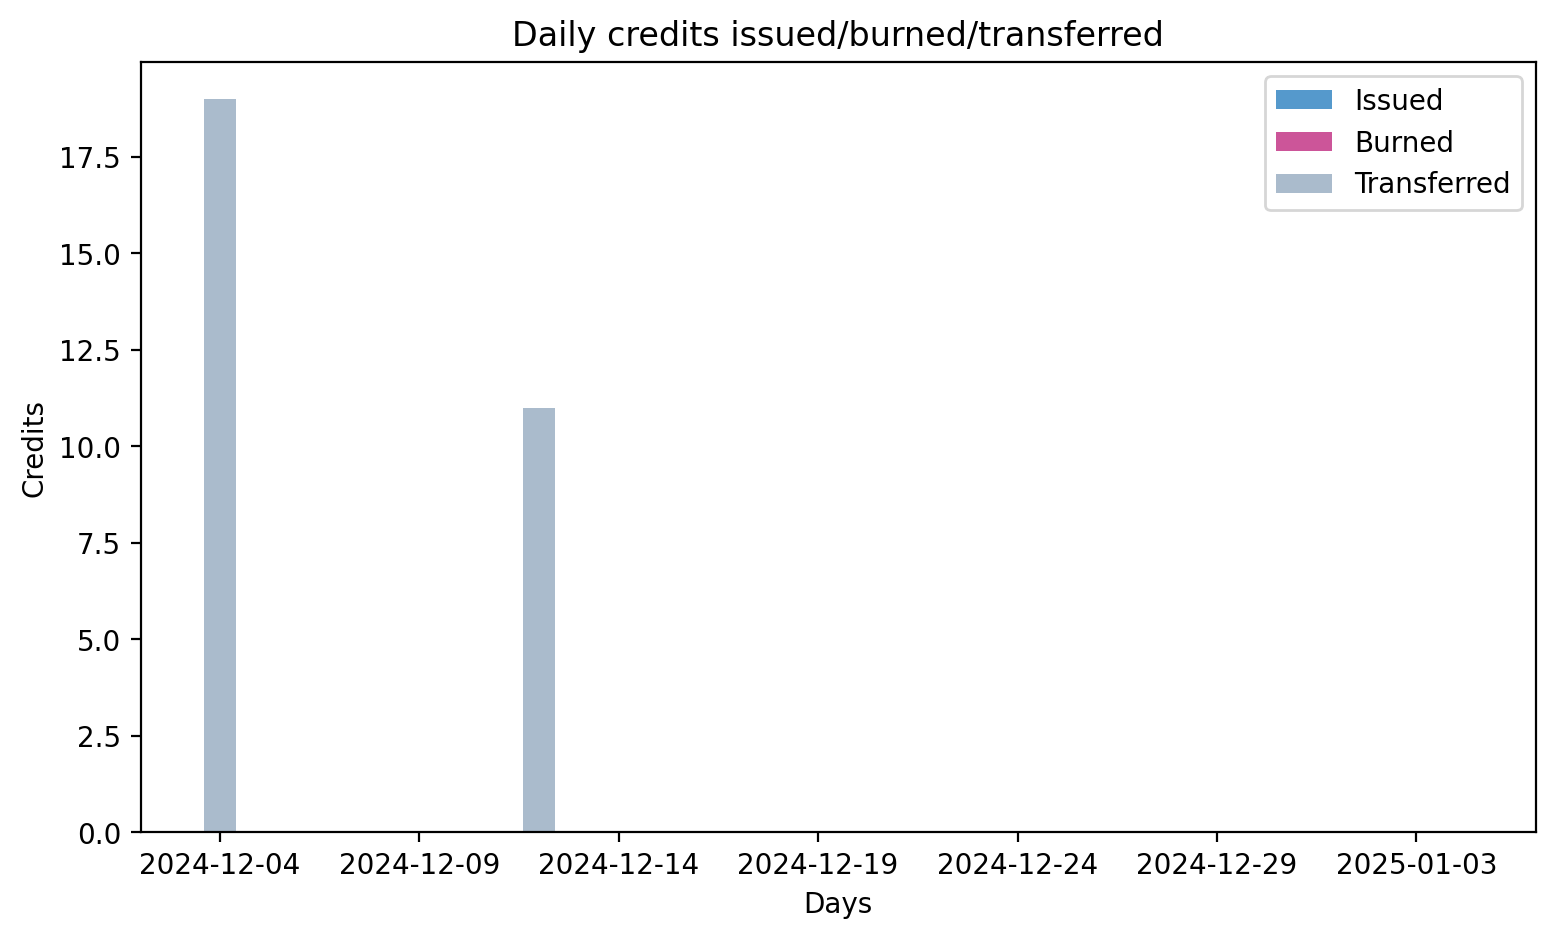 Daily credits issued/burned/transferred
Issued
Burned
Transferred
Credits
17.5
15.0
12.5
10.0
7.5
5.0
2.5
0.0
2024-12-04 2024-12-09 2024-12-14 2024-12-19 2024-12-24 2024-12-29 2025-01-03
Days